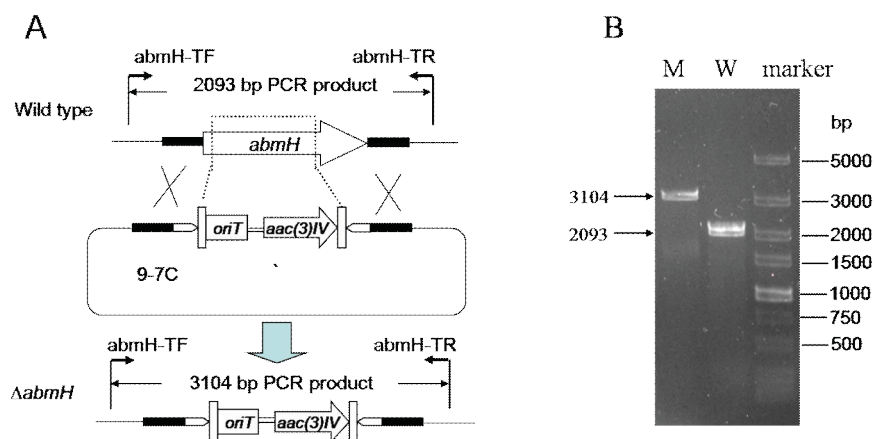 A
abmH-TF
abmH-TR
2093 bp PCR product
Wild type
abmH
oriT
aac(3)IV
9-7C
abmH-TF
abmH-TR
3104 bp PCR product
ΔabmH
oriT
aac(3)IV
B
M W marker
bp
5000
3104
3000
2093
2000
1500
1000
750
500